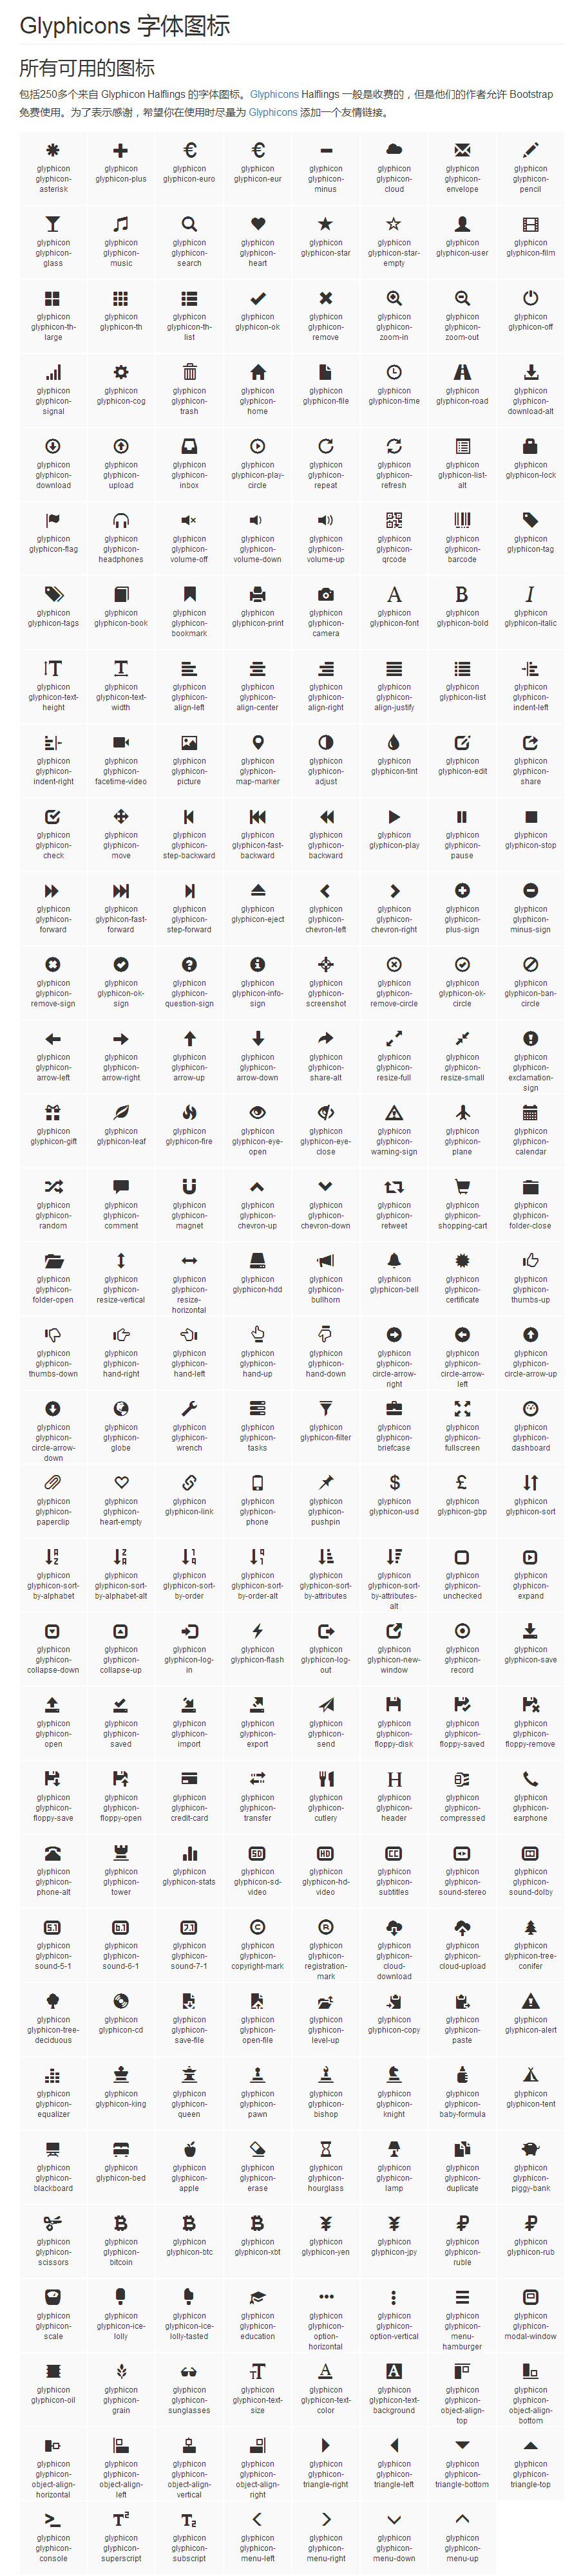 Glyphicons 字体图标
所有可用的图标
包括250多个来自 Glyphicon Halflings 的字体图标。Glyphicons Halflings 一般是收费的，但是他们的作者允许 Bootstrap
免费使用。为了表示感谢，希望你在使用时尽量为 Glyphicons 添加一个友情链接。
glyphicon glyphicon-asterisk
glyphicon glyphicon-plus
glyphicon glyphicon-euro
glyphicon glyphicon-eur
glyphicon glyphicon-minus
glyphicon glyphicon-cloud
glyphicon glyphicon-envelope
glyphicon glyphicon-pencil
glyphicon glyphicon-glass
glyphicon glyphicon-music
glyphicon glyphicon-search
glyphicon glyphicon-heart
glyphicon glyphicon-star
glyphicon glyphicon-star-empty
glyphicon glyphicon-user
glyphicon glyphicon-film
glyphicon glyphicon-th-large
glyphicon glyphicon-th
glyphicon glyphicon-th-list
glyphicon glyphicon-ok
glyphicon glyphicon-remove
glyphicon glyphicon-zoom-in
glyphicon glyphicon-zoom-out
glyphicon glyphicon-off
glyphicon glyphicon-signal
glyphicon glyphicon-cog
glyphicon glyphicon-trash
glyphicon glyphicon-home
glyphicon glyphicon-file
glyphicon glyphicon-time
glyphicon glyphicon-road
glyphicon glyphicon-download-alt
glyphicon glyphicon-download
glyphicon glyphicon-upload
glyphicon glyphicon-inbox
glyphicon glyphicon-play-circle
glyphicon glyphicon-repeat
glyphicon glyphicon-refresh
glyphicon glyphicon-list-alt
glyphicon glyphicon-lock
glyphicon glyphicon-flag
glyphicon glyphicon-headphones
glyphicon glyphicon-volume-off
glyphicon glyphicon-volume-down
glyphicon glyphicon-volume-up
glyphicon glyphicon-qrcode
glyphicon glyphicon-barcode
glyphicon glyphicon-tag
glyphicon glyphicon-tags
glyphicon glyphicon-book
glyphicon glyphicon-bookmark
glyphicon glyphicon-print
glyphicon glyphicon-camera
glyphicon glyphicon-font
glyphicon glyphicon-bold
glyphicon glyphicon-italic
glyphicon glyphicon-text-height
glyphicon glyphicon-text-width
glyphicon glyphicon-align-left
glyphicon glyphicon-align-center
glyphicon glyphicon-align-right
glyphicon glyphicon-align-justify
glyphicon glyphicon-list
glyphicon glyphicon-indent-left
glyphicon glyphicon-indent-right
glyphicon glyphicon-facetime-video
glyphicon glyphicon-picture
glyphicon glyphicon-map-marker
glyphicon glyphicon-adjust
glyphicon glyphicon-tint
glyphicon glyphicon-edit
glyphicon glyphicon-share
glyphicon glyphicon-check
glyphicon glyphicon-move
glyphicon glyphicon-step-backward
glyphicon glyphicon-fast-backward
glyphicon glyphicon-backward
glyphicon glyphicon-play
glyphicon glyphicon-pause
glyphicon glyphicon-stop
glyphicon glyphicon-forward
glyphicon glyphicon-fast-forward
glyphicon glyphicon-step-forward
glyphicon glyphicon-eject
glyphicon glyphicon-chevron-left
glyphicon glyphicon-chevron-right
glyphicon glyphicon-plus-sign
glyphicon glyphicon-minus-sign
glyphicon glyphicon-remove-sign
glyphicon glyphicon-ok-sign
glyphicon glyphicon-question-sign
glyphicon glyphicon-info-sign
glyphicon glyphicon-screenshot
glyphicon glyphicon-remove-circle
glyphicon glyphicon-ok-circle
glyphicon glyphicon-ban-circle
glyphicon glyphicon-arrow-left
glyphicon glyphicon-arrow-right
glyphicon glyphicon-arrow-up
glyphicon glyphicon-arrow-down
glyphicon glyphicon-share-alt
glyphicon glyphicon-resize-full
glyphicon glyphicon-resize-small
glyphicon glyphicon-exclamation-sign
glyphicon glyphicon-gift
glyphicon glyphicon-leaf
glyphicon glyphicon-fire
glyphicon glyphicon-eye-open
glyphicon glyphicon-eye-close
glyphicon glyphicon-warning-sign
glyphicon glyphicon-plane
glyphicon glyphicon-calendar
glyphicon glyphicon-random
glyphicon glyphicon-comment
glyphicon glyphicon-magnet
glyphicon glyphicon-chevron-up
glyphicon glyphicon-chevron-down
glyphicon glyphicon-retweet
glyphicon glyphicon-shopping-cart
glyphicon glyphicon-folder-close
glyphicon glyphicon-folder-open
glyphicon glyphicon-resize-vertical
glyphicon glyphicon-resize-horizontal
glyphicon glyphicon-hdd
glyphicon glyphicon-bullhorn
glyphicon glyphicon-bell
glyphicon glyphicon-certificate
glyphicon glyphicon-thumbs-up
glyphicon glyphicon-thumbs-down
glyphicon glyphicon-hand-right
glyphicon glyphicon-hand-left
glyphicon glyphicon-hand-up
glyphicon glyphicon-hand-down
glyphicon glyphicon-circle-arrow-right
glyphicon glyphicon-circle-arrow-left
glyphicon glyphicon-circle-arrow-up
glyphicon glyphicon-circle-arrow-down
glyphicon glyphicon-globe
glyphicon glyphicon-wrench
glyphicon glyphicon-tasks
glyphicon glyphicon-filter
glyphicon glyphicon-briefcase
glyphicon glyphicon-fullscreen
glyphicon glyphicon-dashboard
glyphicon glyphicon-paperclip
glyphicon glyphicon-heart-empty
glyphicon glyphicon-link
glyphicon glyphicon-phone
glyphicon glyphicon-pushpin
glyphicon glyphicon-usd
glyphicon glyphicon-gbp
glyphicon glyphicon-sort
glyphicon glyphicon-sort-by-alphabet
glyphicon glyphicon-sort-by-alphabet-alt
glyphicon glyphicon-sort-by-order
glyphicon glyphicon-sort-by-order-alt
glyphicon glyphicon-sort-by-attributes
glyphicon glyphicon-sort-by-attributes-alt
glyphicon glyphicon-unchecked
glyphicon glyphicon-expand
glyphicon glyphicon-collapse-down
glyphicon glyphicon-collapse-up
glyphicon glyphicon-log-in
glyphicon glyphicon-flash
glyphicon glyphicon-log-out
glyphicon glyphicon-new-window
glyphicon glyphicon-record
glyphicon glyphicon-save
glyphicon glyphicon-open
glyphicon glyphicon-saved
glyphicon glyphicon-import
glyphicon glyphicon-export
glyphicon glyphicon-send
glyphicon glyphicon-floppy-disk
glyphicon glyphicon-floppy-saved
glyphicon glyphicon-floppy-remove
glyphicon glyphicon-floppy-save
glyphicon glyphicon-floppy-open
glyphicon glyphicon-credit-card
glyphicon glyphicon-transfer
glyphicon glyphicon-cutlery
glyphicon glyphicon-header
glyphicon glyphicon-compressed
glyphicon glyphicon-earphone
glyphicon glyphicon-phone-alt
glyphicon glyphicon-tower
glyphicon glyphicon-stats
glyphicon glyphicon-sd-video
glyphicon glyphicon-hd-video
glyphicon glyphicon-subtitles
glyphicon glyphicon-sound-stereo
glyphicon glyphicon-sound-dolby
glyphicon glyphicon-sound-5-1
glyphicon glyphicon-sound-6-1
glyphicon glyphicon-sound-7-1
glyphicon glyphicon-copyright-mark
glyphicon glyphicon-registration-mark
glyphicon glyphicon-cloud-download
glyphicon glyphicon-cloud-upload
glyphicon glyphicon-tree-conifer
glyphicon glyphicon-tree-deciduous
glyphicon glyphicon-cd
glyphicon glyphicon-save-file
glyphicon glyphicon-open-file
glyphicon glyphicon-level-up
glyphicon glyphicon-copy
glyphicon glyphicon-paste
glyphicon glyphicon-alert
glyphicon glyphicon-equalizer
glyphicon glyphicon-king
glyphicon glyphicon-queen
glyphicon glyphicon-pawn
glyphicon glyphicon-bishop
glyphicon glyphicon-knight
glyphicon glyphicon-baby-formula
glyphicon glyphicon-tent
glyphicon glyphicon-blackboard
glyphicon glyphicon-bed
glyphicon glyphicon-apple
glyphicon glyphicon-erase
glyphicon glyphicon-hourglass
glyphicon glyphicon-lamp
glyphicon glyphicon-duplicate
glyphicon glyphicon-piggy-bank
glyphicon glyphicon-scissors
glyphicon glyphicon-bitcoin
glyphicon glyphicon-btc
glyphicon glyphicon-xbt
glyphicon glyphicon-yen
glyphicon glyphicon-jpy
glyphicon glyphicon-ruble
glyphicon glyphicon-rub
glyphicon glyphicon-scale
glyphicon glyphicon-ice-lolly
glyphicon glyphicon-ice-lolly-tasted
glyphicon glyphicon-education
glyphicon glyphicon-option-horizontal
glyphicon glyphicon-option-vertical
glyphicon glyphicon-menu-hamburger
glyphicon glyphicon-modal-window
glyphicon glyphicon-oil
glyphicon glyphicon-grain
glyphicon glyphicon-sunglasses
glyphicon glyphicon-text-size
glyphicon glyphicon-text-color
glyphicon glyphicon-text-background
glyphicon glyphicon-object-align-top
glyphicon glyphicon-object-align-bottom
glyphicon glyphicon-object-align-horizontal
glyphicon glyphicon-object-align-left
glyphicon glyphicon-object-align-vertical
glyphicon glyphicon-object-align-right
glyphicon glyphicon-triangle-right
glyphicon glyphicon-triangle-left
glyphicon glyphicon-triangle-bottom
glyphicon glyphicon-triangle-top
glyphicon glyphicon-console
glyphicon glyphicon-superscript
glyphicon glyphicon-subscript
glyphicon glyphicon-menu-left
glyphicon glyphicon-menu-right
glyphicon glyphicon-menu-down
glyphicon glyphicon-menu-up